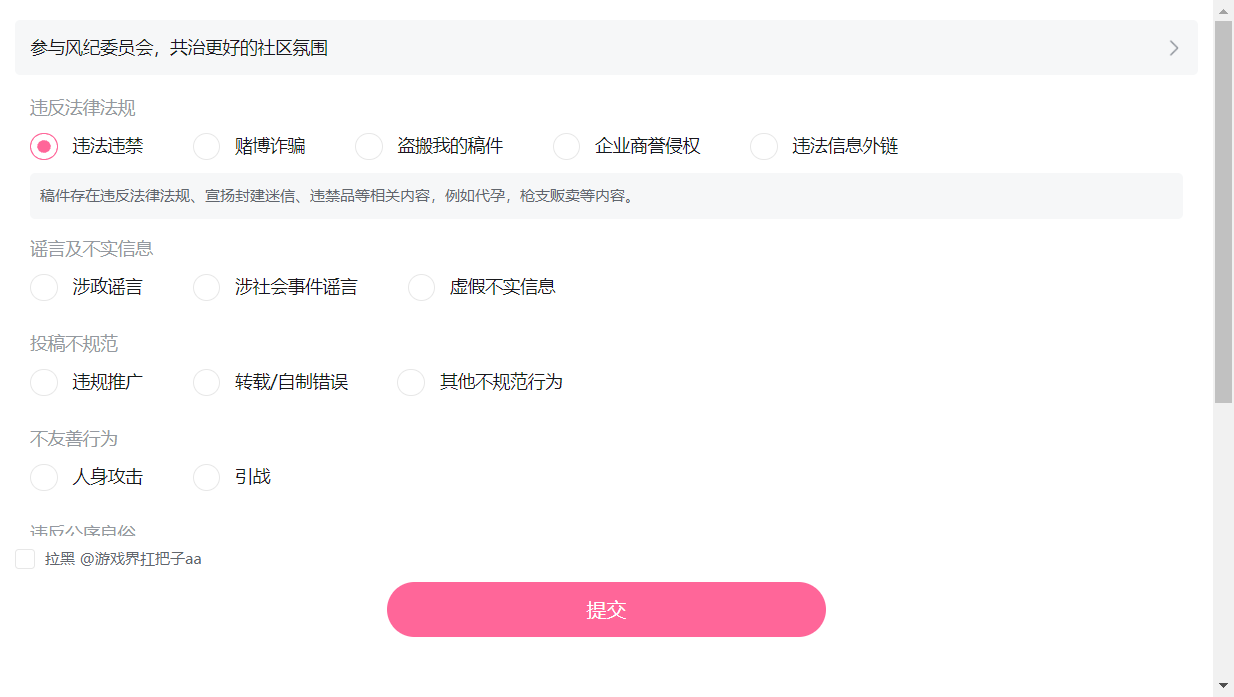 参与风纪委员会，共治更好的社区氛围
违反法律法规
违法违禁 赌博诈骗 盗搬我的稿件 企业商誉侵权 违法信息外链
稿件存在违反法律法规、宣扬封建迷信、违禁品等相关内容，例如代孕，枪支贩卖等内容。
谣言及不实信息
涉政谣言 涉社会事件谣言 虚假不实信息
投稿不规范
违规推广 转载/自制错误 其他不规范行为
不友善行为
人身攻击 引战
违反公序良俗
拉黑 @游戏界扛把子aa
提交